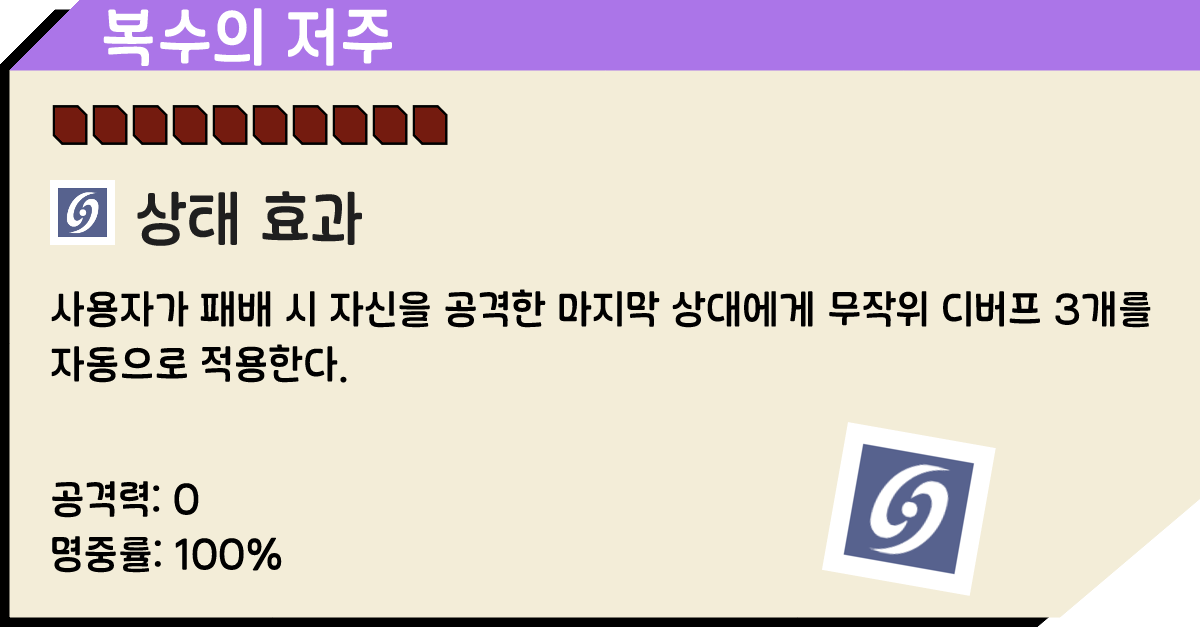 복수의 저주
상태 효과
사용자가 패배 시 자신을 공격한 마지막 상대에게 무작위 디버프 3개를
자동으로 적용한다.
공격력: 0
명중률: 100%